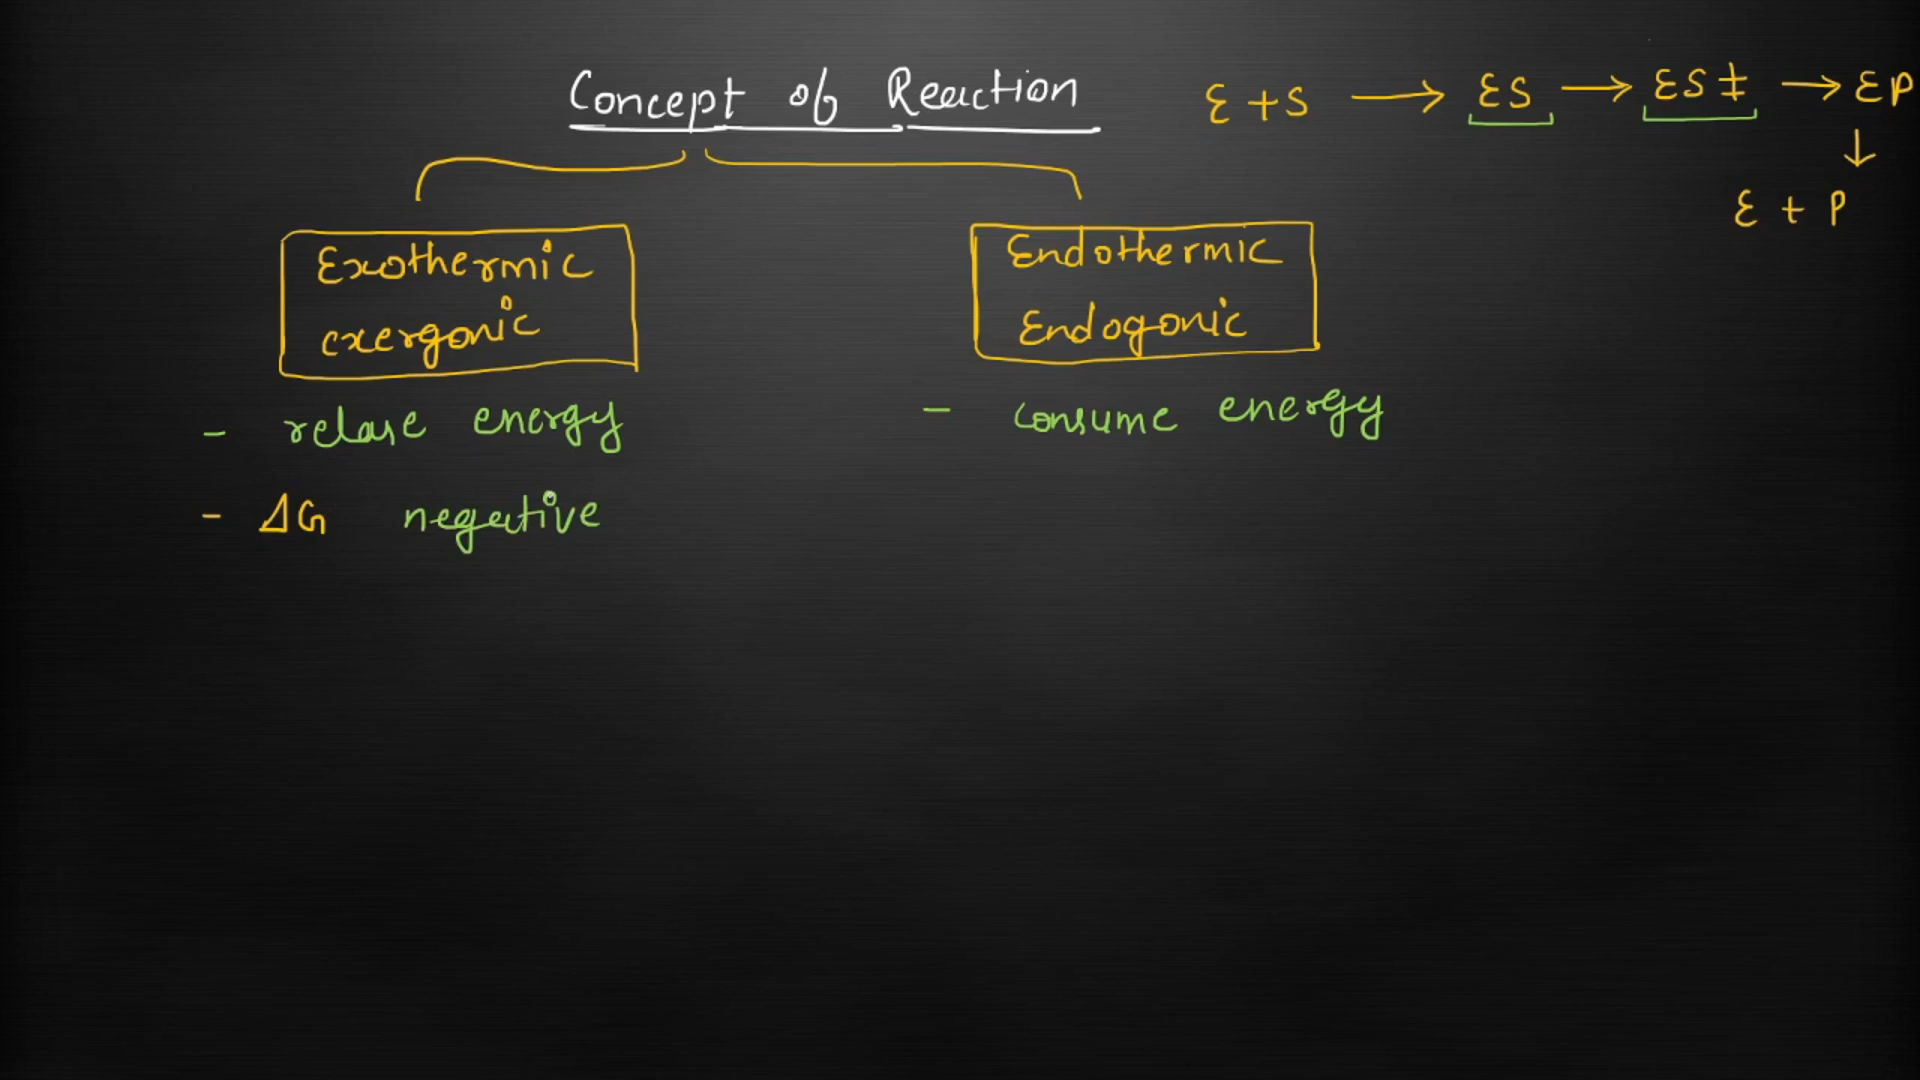 Concept of Reaction
E + S → ES → ES ‡ → EP
↓
E + P
Exothermic
exergonic
Endothermic
Endogonic
- relase energy
- consume energy
- ΔG negative